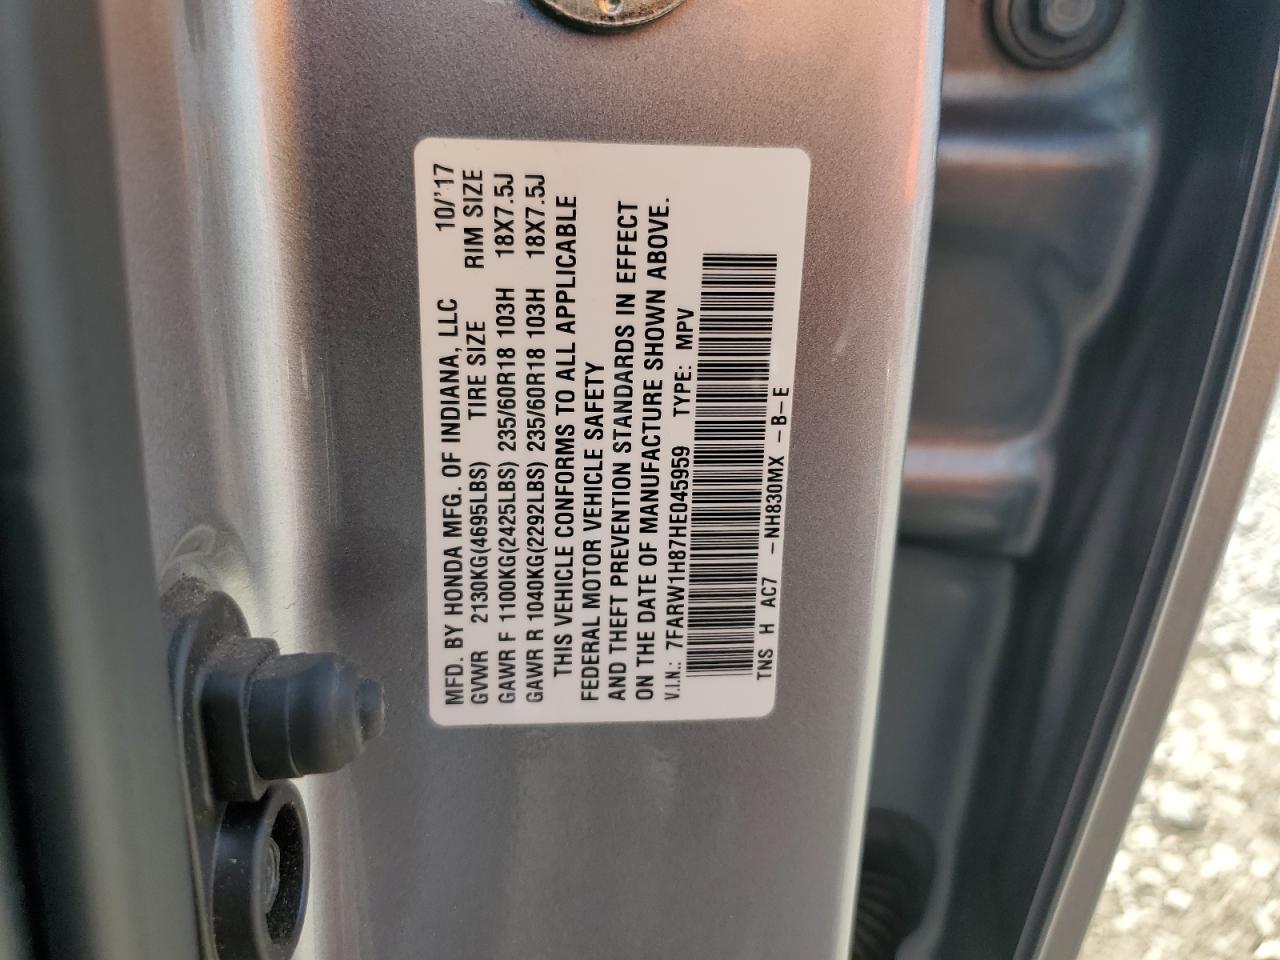 MFD. BY HONDA MFG. OF INDIANA, LLC 10/'17
GVWR 2130KG(4695LBS) TIRE SIZE RIM SIZE
GAWR F 1100KG(2425LBS) 235/60R18 103H 18X7.5J
GAWR R 1040KG(2292LBS) 235/60R18 103H 18X7.5J
THIS VEHICLE CONFORMS TO ALL APPLICABLE
FEDERAL MOTOR VEHICLE SAFETY
AND THEFT PREVENTION STANDARDS IN EFFECT
ON THE DATE OF MANUFACTURE SHOWN ABOVE.
V.I.N.: 7FARW1H87HE045959 TYPE: MPV
TNS H AC7 -NH830MX -B-E